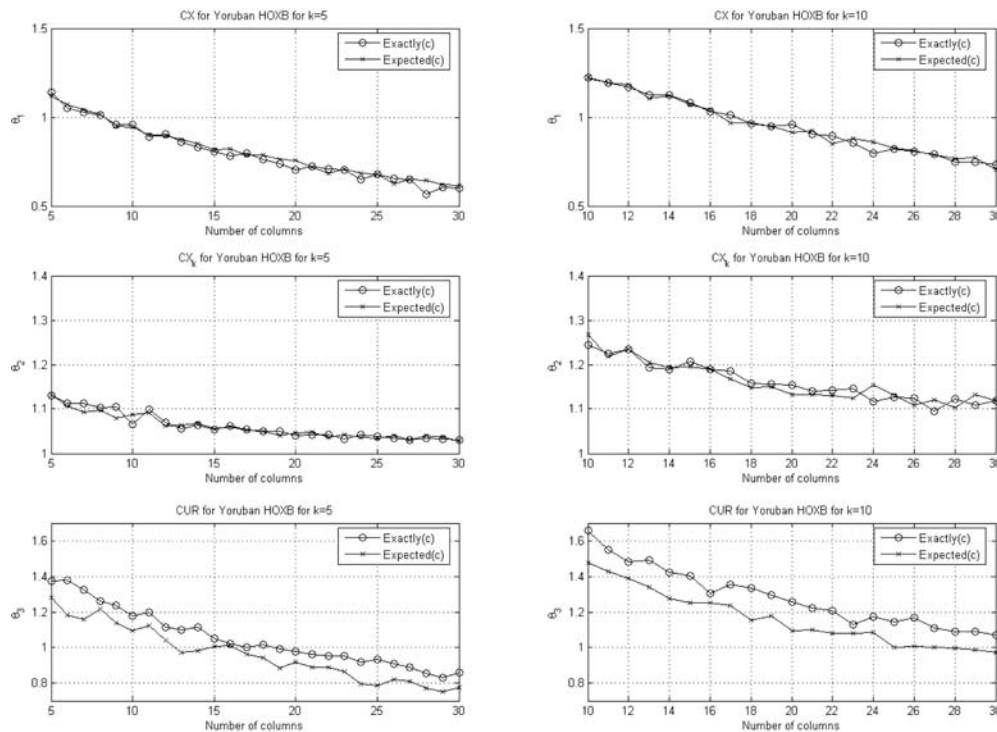 CX for Yoruban HOXB for k=5
1.5
1
0.5
θ1
Exactly(c)
Expected(c)
5 10 15 20 25 30
Number of columns
CX for Yoruban HOXB for k=10
1.5
1
0.5
θ1
Exactly(c)
Expected(c)
10 12 14 16 18 20 22 24 26 28 30
Number of columns
CXk for Yoruban HOXB for k=5
1.4
1.3
1.2
1.1
1
θ2
Exactly(c)
Expected(c)
5 10 15 20 25 30
Number of columns
CXk for Yoruban HOXB for k=10
1.4
1.3
1.2
1.1
1
θ2
Exactly(c)
Expected(c)
10 12 14 16 18 20 22 24 26 28 30
Number of columns
CUR for Yoruban HOXB for k=5
1.6
1.4
1.2
1
0.8
θ3
Exactly(c)
Expected(c)
5 10 15 20 25 30
Number of columns
CUR for Yoruban HOXB for k=10
1.6
1.4
1.2
1
0.8
θ3
Exactly(c)
Expected(c)
10 12 14 16 18 20 22 24 26 28 30
Number of columns